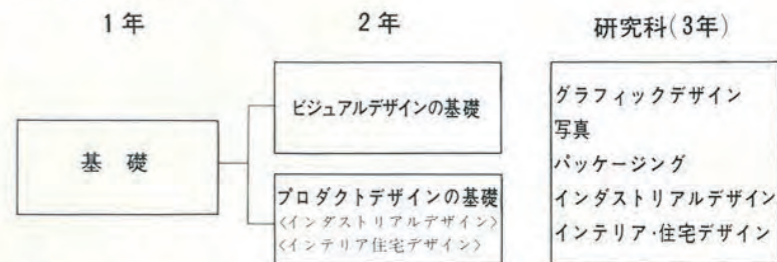 1年
2年
研究科(3年)
基礎
ビジュアルデザインの基礎
プロダクトデザインの基礎
<インダストリアルデザイン>
<インテリア住宅デザイン>
グラフィックデザイン
写真
パッケージング
インダストリアルデザイン
インテリア・住宅デザイン